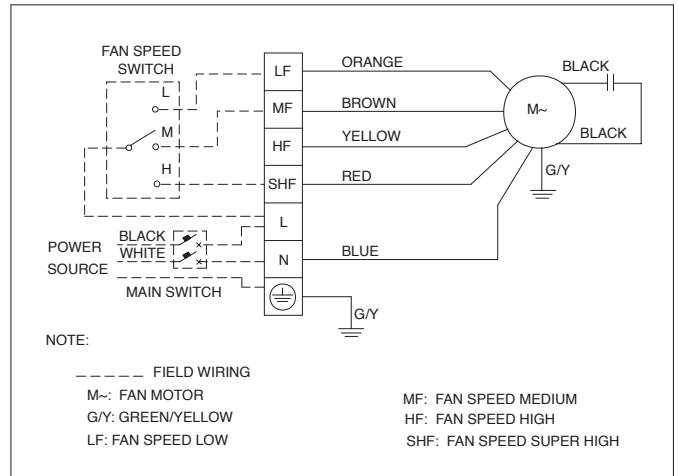 FAN SPEED
SWITCH
L
M
H
LF
MF
HF
SHF
L
N
ORANGE
BROWN
YELLOW
RED
BLUE
M~
BLACK
BLACK
G/Y
POWER
SOURCE
BLACK
WHITE
MAIN SWITCH
G/Y
NOTE:
FIELD WIRING
M~: FAN MOTOR
G/Y: GREEN/YELLOW
LF: FAN SPEED LOW
MF: FAN SPEED MEDIUM
HF: FAN SPEED HIGH
SHF: FAN SPEED SUPER HIGH